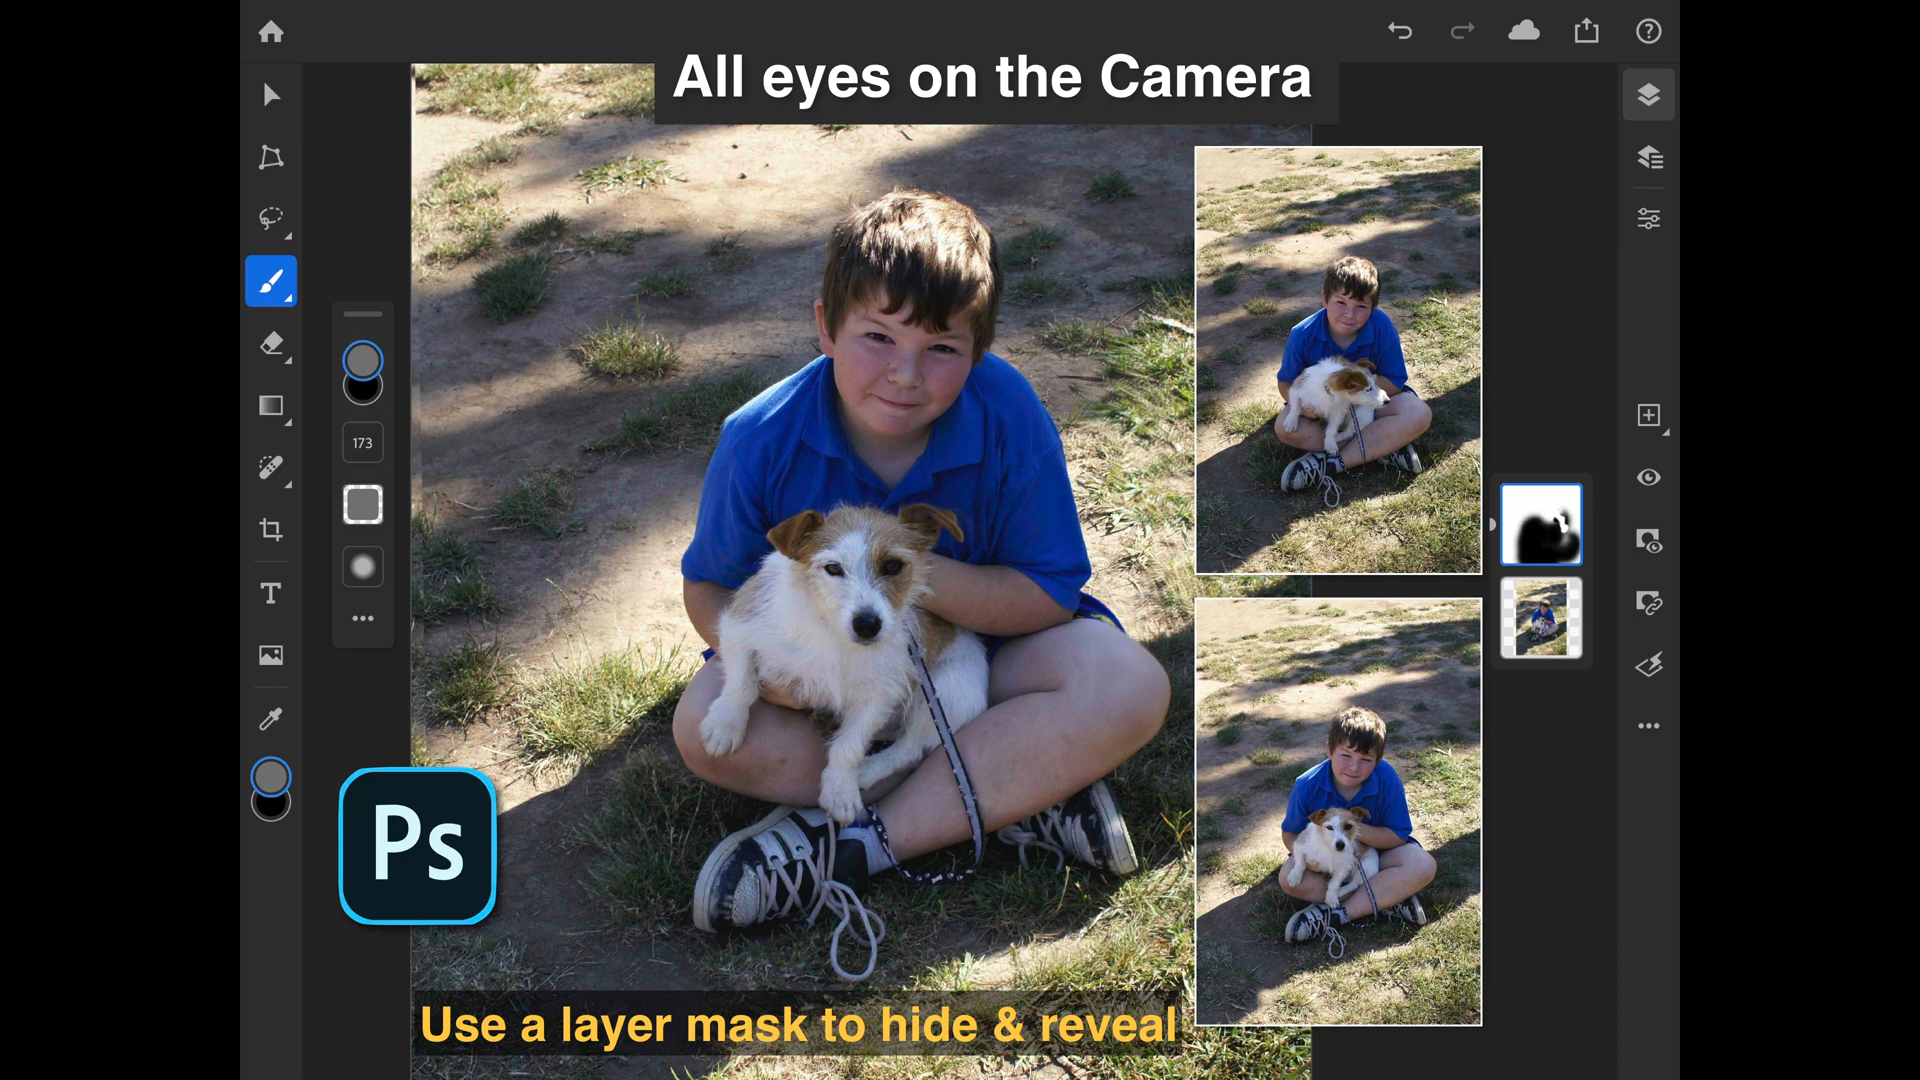 All eyes on the Camera
173
T
Ps
Use a layer mask to hide & reveal